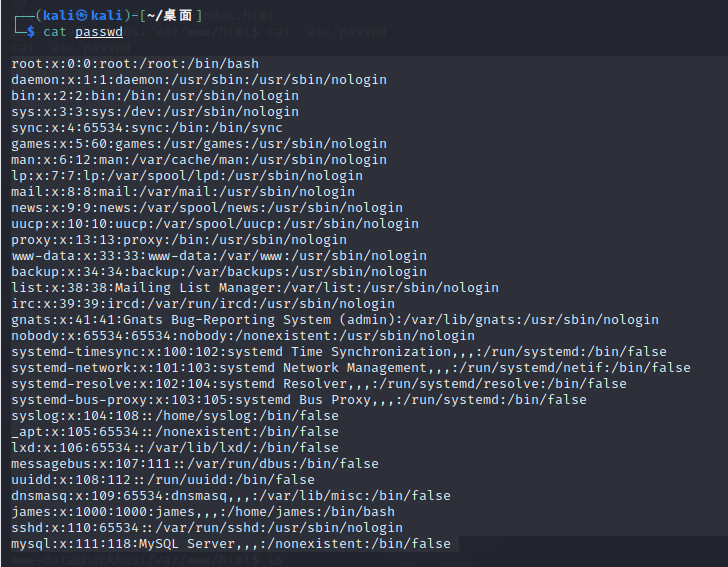 ┌──(kali㉿kali)-[~/桌面]
└─$ cat passwd
root:x:0:0:root:/root:/bin/bash
daemon:x:1:1:daemon:/usr/sbin:/usr/sbin/nologin
bin:x:2:2:bin:/bin:/usr/sbin/nologin
sys:x:3:3:sys:/dev:/usr/sbin/nologin
sync:x:4:65534:sync:/bin:/bin/sync
games:x:5:60:games:/usr/games:/usr/sbin/nologin
man:x:6:12:man:/var/cache/man:/usr/sbin/nologin
lp:x:7:7:lp:/var/spool/lpd:/usr/sbin/nologin
mail:x:8:8:mail:/var/mail:/usr/sbin/nologin
news:x:9:9:news:/var/spool/news:/usr/sbin/nologin
uucp:x:10:10:uucp:/var/spool/uucp:/usr/sbin/nologin
proxy:x:13:13:proxy:/bin:/usr/sbin/nologin
www-data:x:33:33:www-data:/var/www:/usr/sbin/nologin
backup:x:34:34:backup:/var/backups:/usr/sbin/nologin
list:x:38:38:Mailing List Manager:/var/list:/usr/sbin/nologin
irc:x:39:39:ircd:/var/run/ircd:/usr/sbin/nologin
gnats:x:41:41:Gnats Bug-Reporting System (admin):/var/lib/gnats:/usr/sbin/nologin
nobody:x:65534:65534:nobody:/nonexistent:/usr/sbin/nologin
systemd-timesync:x:100:102:systemd Time Synchronization,,,:/run/systemd:/bin/false
systemd-network:x:101:103:systemd Network Management,,,:/run/systemd/netif:/bin/false
systemd-resolve:x:102:104:systemd Resolver,,,:/run/systemd/resolve:/bin/false
systemd-bus-proxy:x:103:105:systemd Bus Proxy,,,:/run/systemd:/bin/false
syslog:x:104:108::/home/syslog:/bin/false
_apt:x:105:65534::/nonexistent:/bin/false
lxd:x:106:65534::/var/lib/lxd/:/bin/false
messagebus:x:107:111::/var/run/dbus:/bin/false
uuidd:x:108:112::/run/uuidd:/bin/false
dnsmasq:x:109:65534:dnsmasq,,,:/var/lib/misc:/bin/false
james:x:1000:1000:james,,,:/home/james:/bin/bash
sshd:x:110:65534::/var/run/sshd:/usr/sbin/nologin
mysql:x:111:118:MySQL Server,,,:/nonexistent:/bin/false